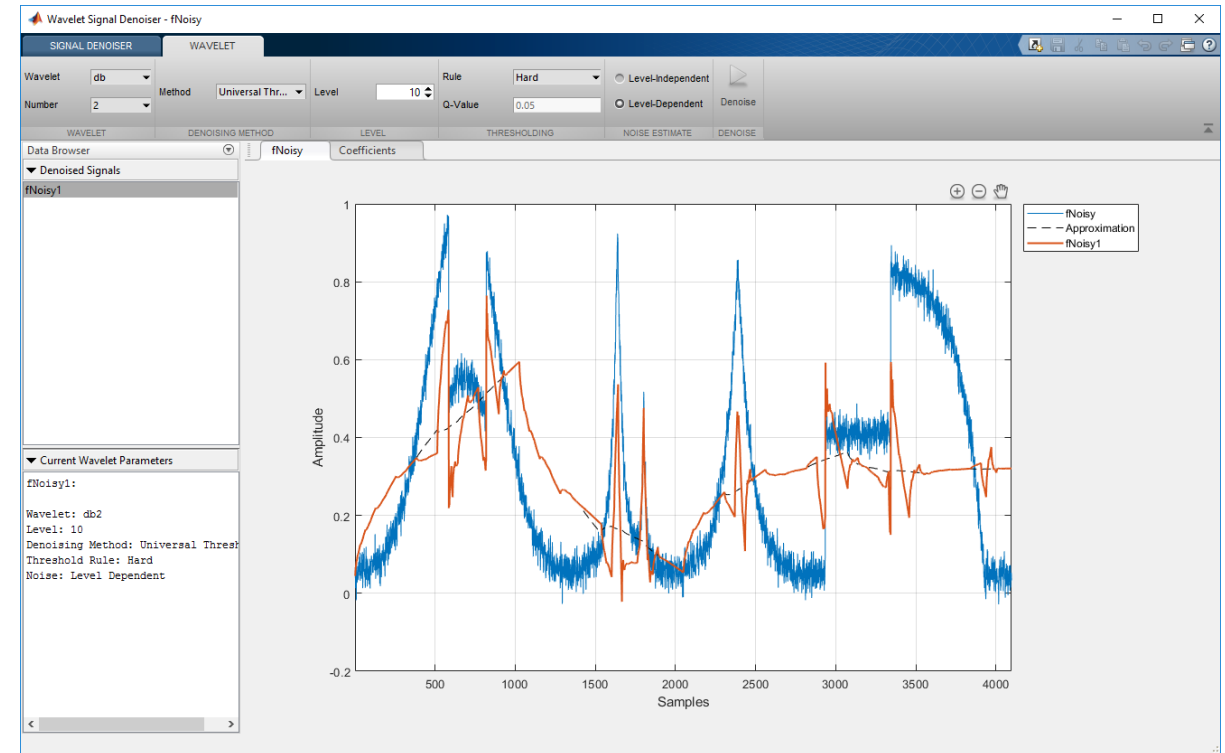 Wavelet Signal Denoiser - fNoisy
SIGNAL DENOISER WAVELET
Wavelet db
Number 2
WAVELET
Method Universal Thr...
DENOISING METHOD
Level 10
LEVEL
Rule Hard
Q-Value 0.05
THRESHOLDING
Level-Independent
Level-Dependent
NOISE ESTIMATE
Denoise
DENOISE
Data Browser
Denoised Signals
fNoisy1
Current Wavelet Parameters
fNoisy1:
Wavelet: db2
Level: 10
Denoising Method: Universal Thresh
Threshold Rule: Hard
Noise: Level Dependent
fNoisy Coefficients
fNoisy
Approximation
fNoisy1
Amplitude
1
0.8
0.6
0.4
0.2
0
-0.2
500 1000 1500 2000 2500 3000 3500 4000
Samples